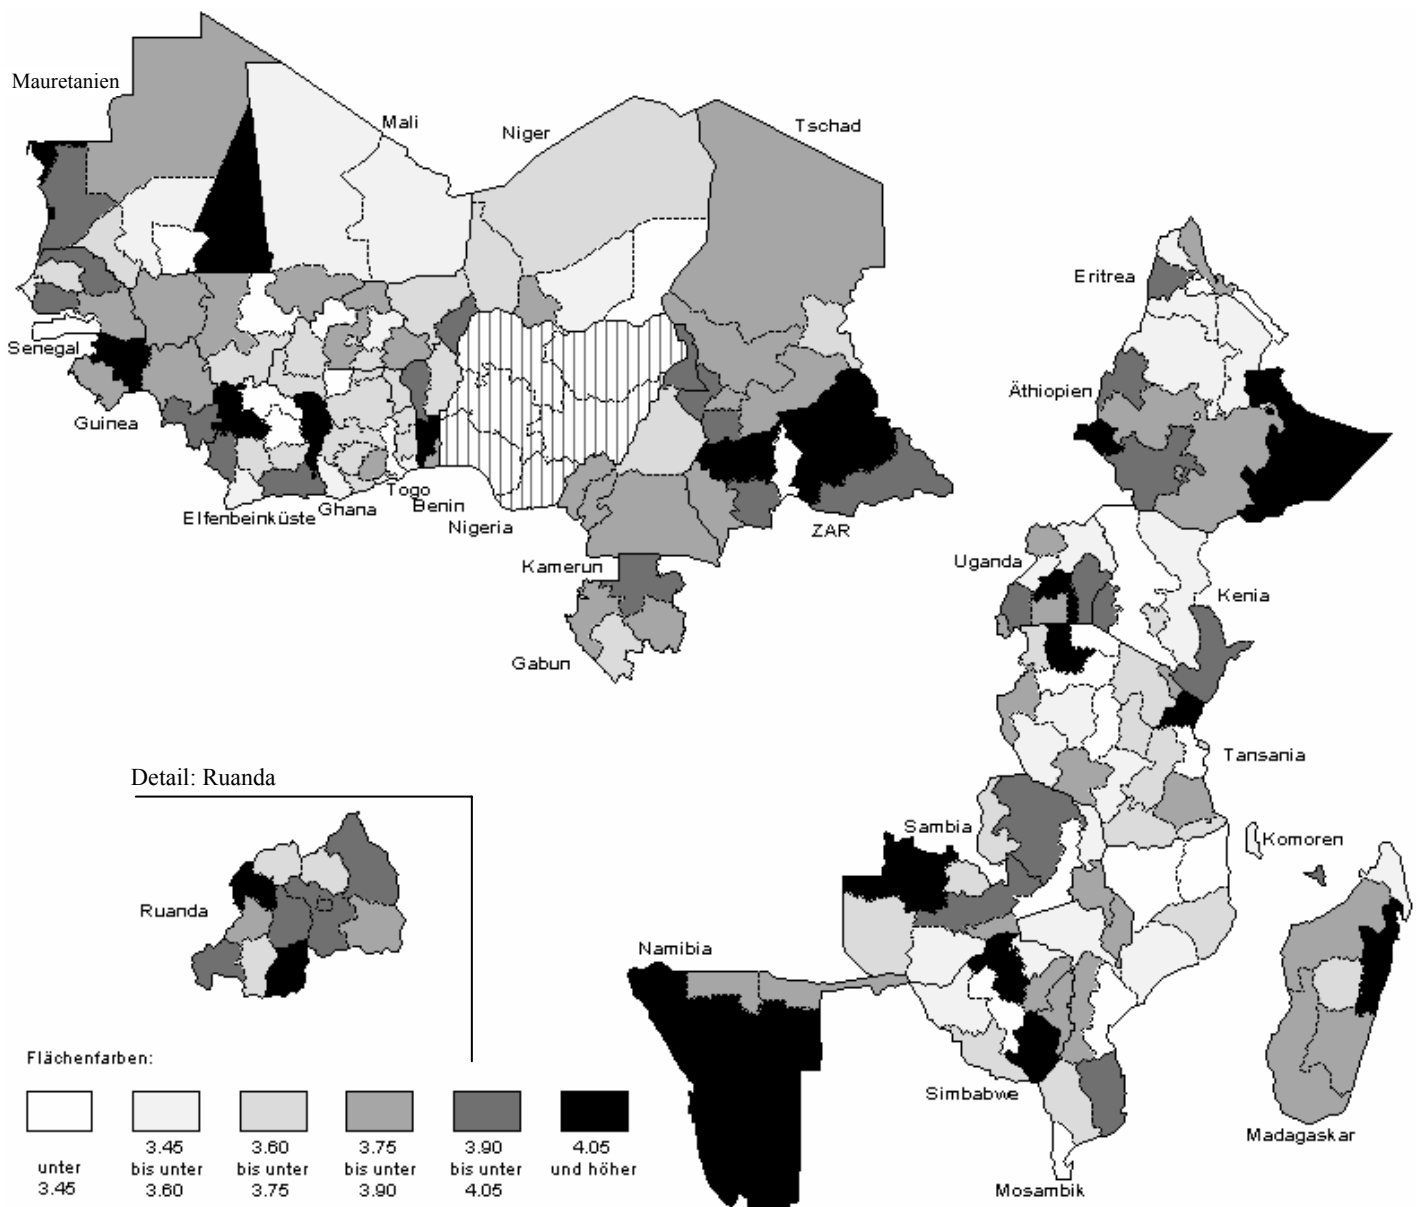 Mauretanien
Mali
Niger
Tschad
Eritrea
Senegal
Äthiopien
Guinea
Togo
Benin
Elfenbeinküste
Ghana
Nigeria
ZAR
Kamerun
Uganda
Kenia
Gabun
Tansania
Detail: Ruanda
Sambia
Komoren
Ruanda
Namibia
Simbabwe
Madagaskar
Mosambik
Flächenfarben:
unter
3.45
3.45
bis unter
3.60
3.60
bis unter
3.75
3.75
bis unter
3.90
3.90
bis unter
4.05
4.05
und höher